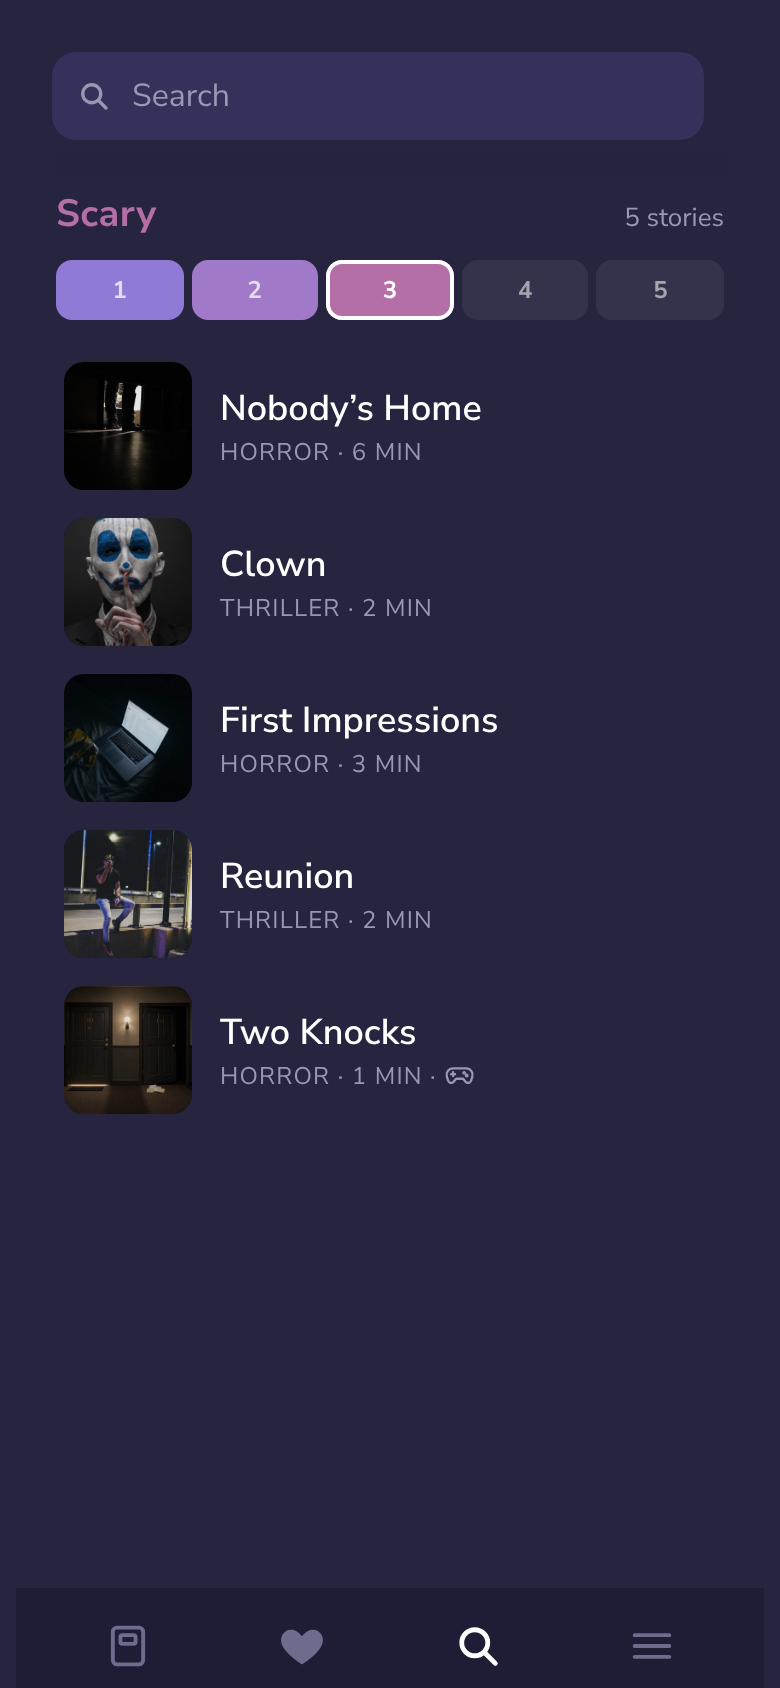 Search
Scary
5 stories
1 2 3 4 5
Nobody’s Home
HORROR · 6 MIN
Clown
THRILLER · 2 MIN
First Impressions
HORROR · 3 MIN
Reunion
THRILLER · 2 MIN
Two Knocks
HORROR · 1 MIN ·